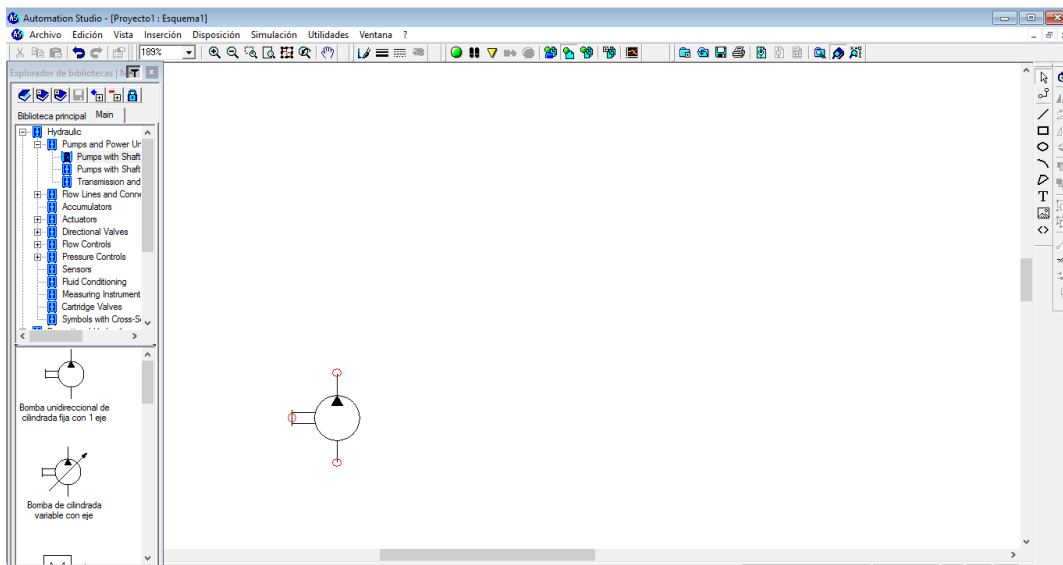 Automation Studio - [Proyecto1 : Esquema1]
Archivo Edición Vista Inserción Disposición Simulación Utilidades Ventana ?
189%
Explorador de bibliotecas |
Biblioteca principal Main
Hydraulic
Pumps and Power Un
Pumps with Shaft
Pumps with Shaft
Transmission and
Flow Lines and Conne
Accumulators
Actuators
Directional Valves
Flow Controls
Pressure Controls
Sensors
Fluid Conditioning
Measuring Instrument
Cartridge Valves
Symbols with Cross-Se
Bomba unidireccional de
cilindrada fija con 1 eje
Bomba de cilindrada
variable con eje
T